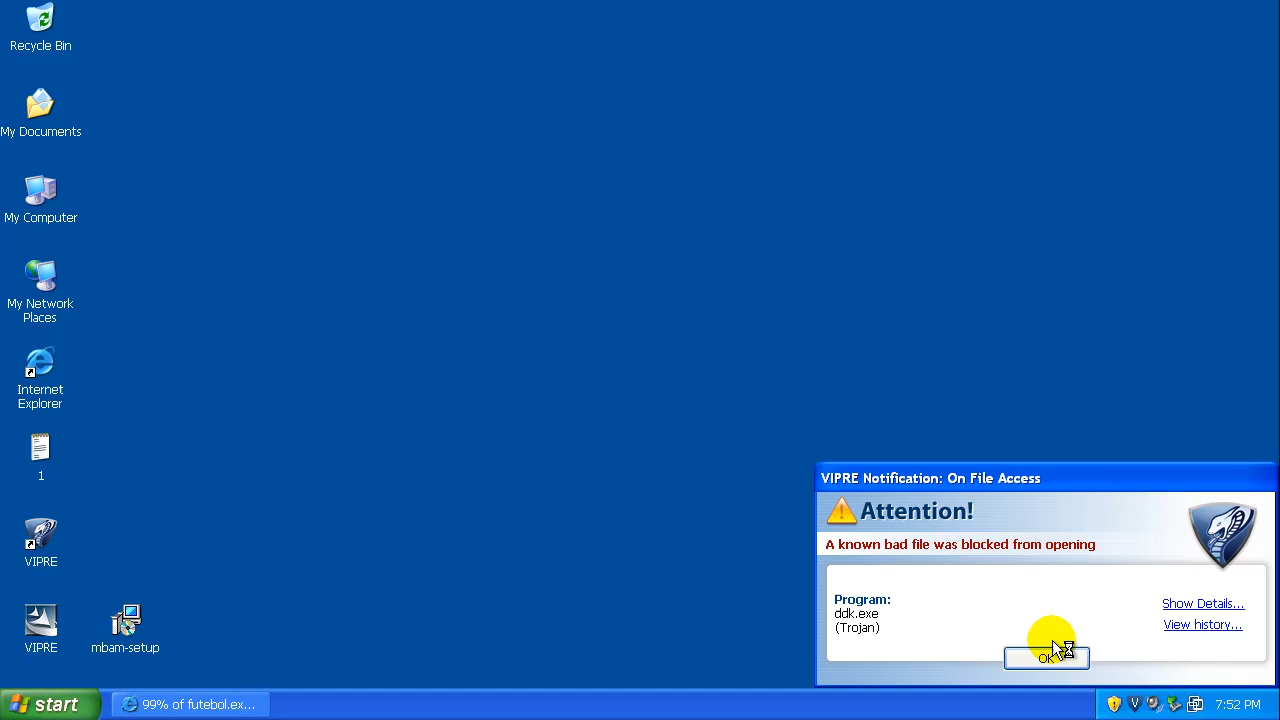 Recycle Bin
My Documents
My Computer
My Network
Places
Internet
Explorer
1
VIPRE
VIPRE
mbam-setup
VIPRE Notification: On File Access
Attention!
A known bad file was blocked from opening
Program:
ddk.exe
(Trojan)
Show Details...
View history...
OK
start
99% of futebol.ex...
V
7:52 PM